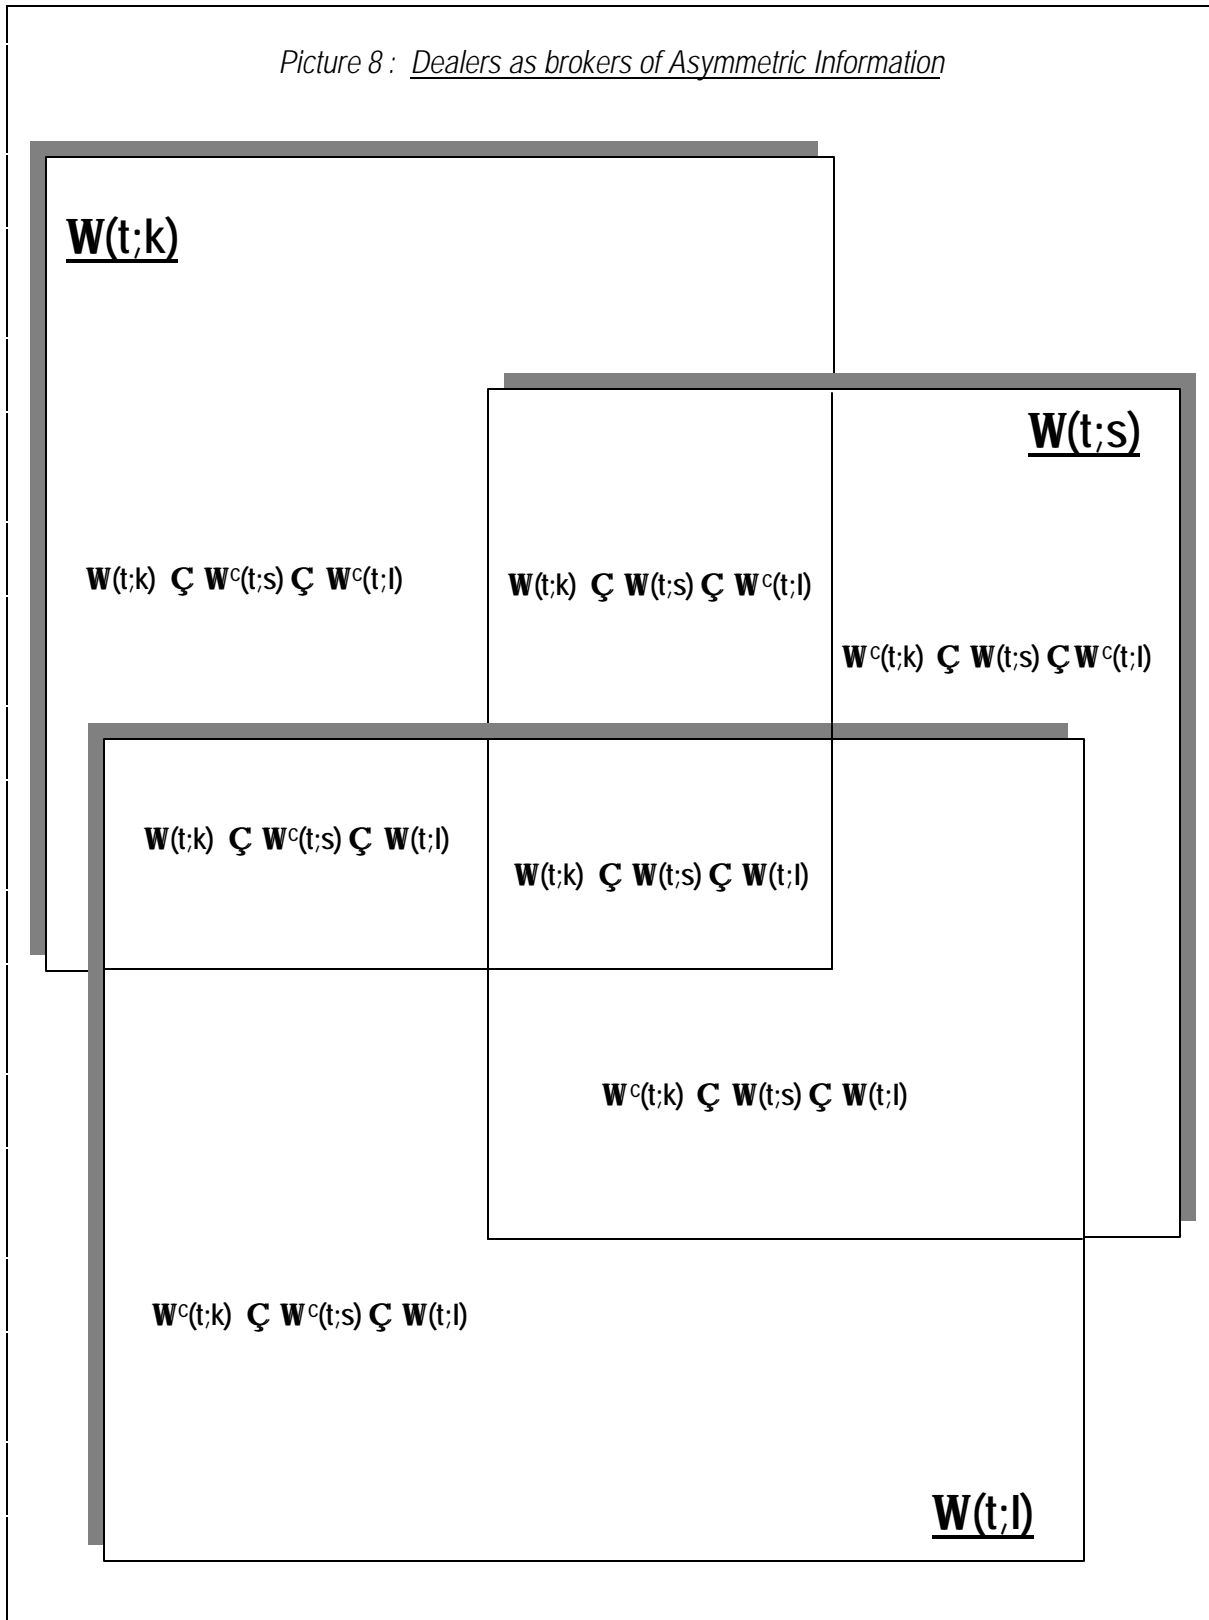 Picture 8 : Dealers as brokers of Asymmetric Information
W(t;k)
W(t;s)
W(t;k) Ç Wᶜ(t;s) Ç Wᶜ(t;l)
W(t;k) Ç W(t;s) Ç Wᶜ(t;l)
Wᶜ(t;k) Ç W(t;s) Ç Wᶜ(t;l)
W(t;k) Ç Wᶜ(t;s) Ç W(t;l)
W(t;k) Ç W(t;s) Ç W(t;l)
Wᶜ(t;k) Ç W(t;s) Ç W(t;l)
Wᶜ(t;k) Ç Wᶜ(t;s) Ç W(t;l)
W(t;l)